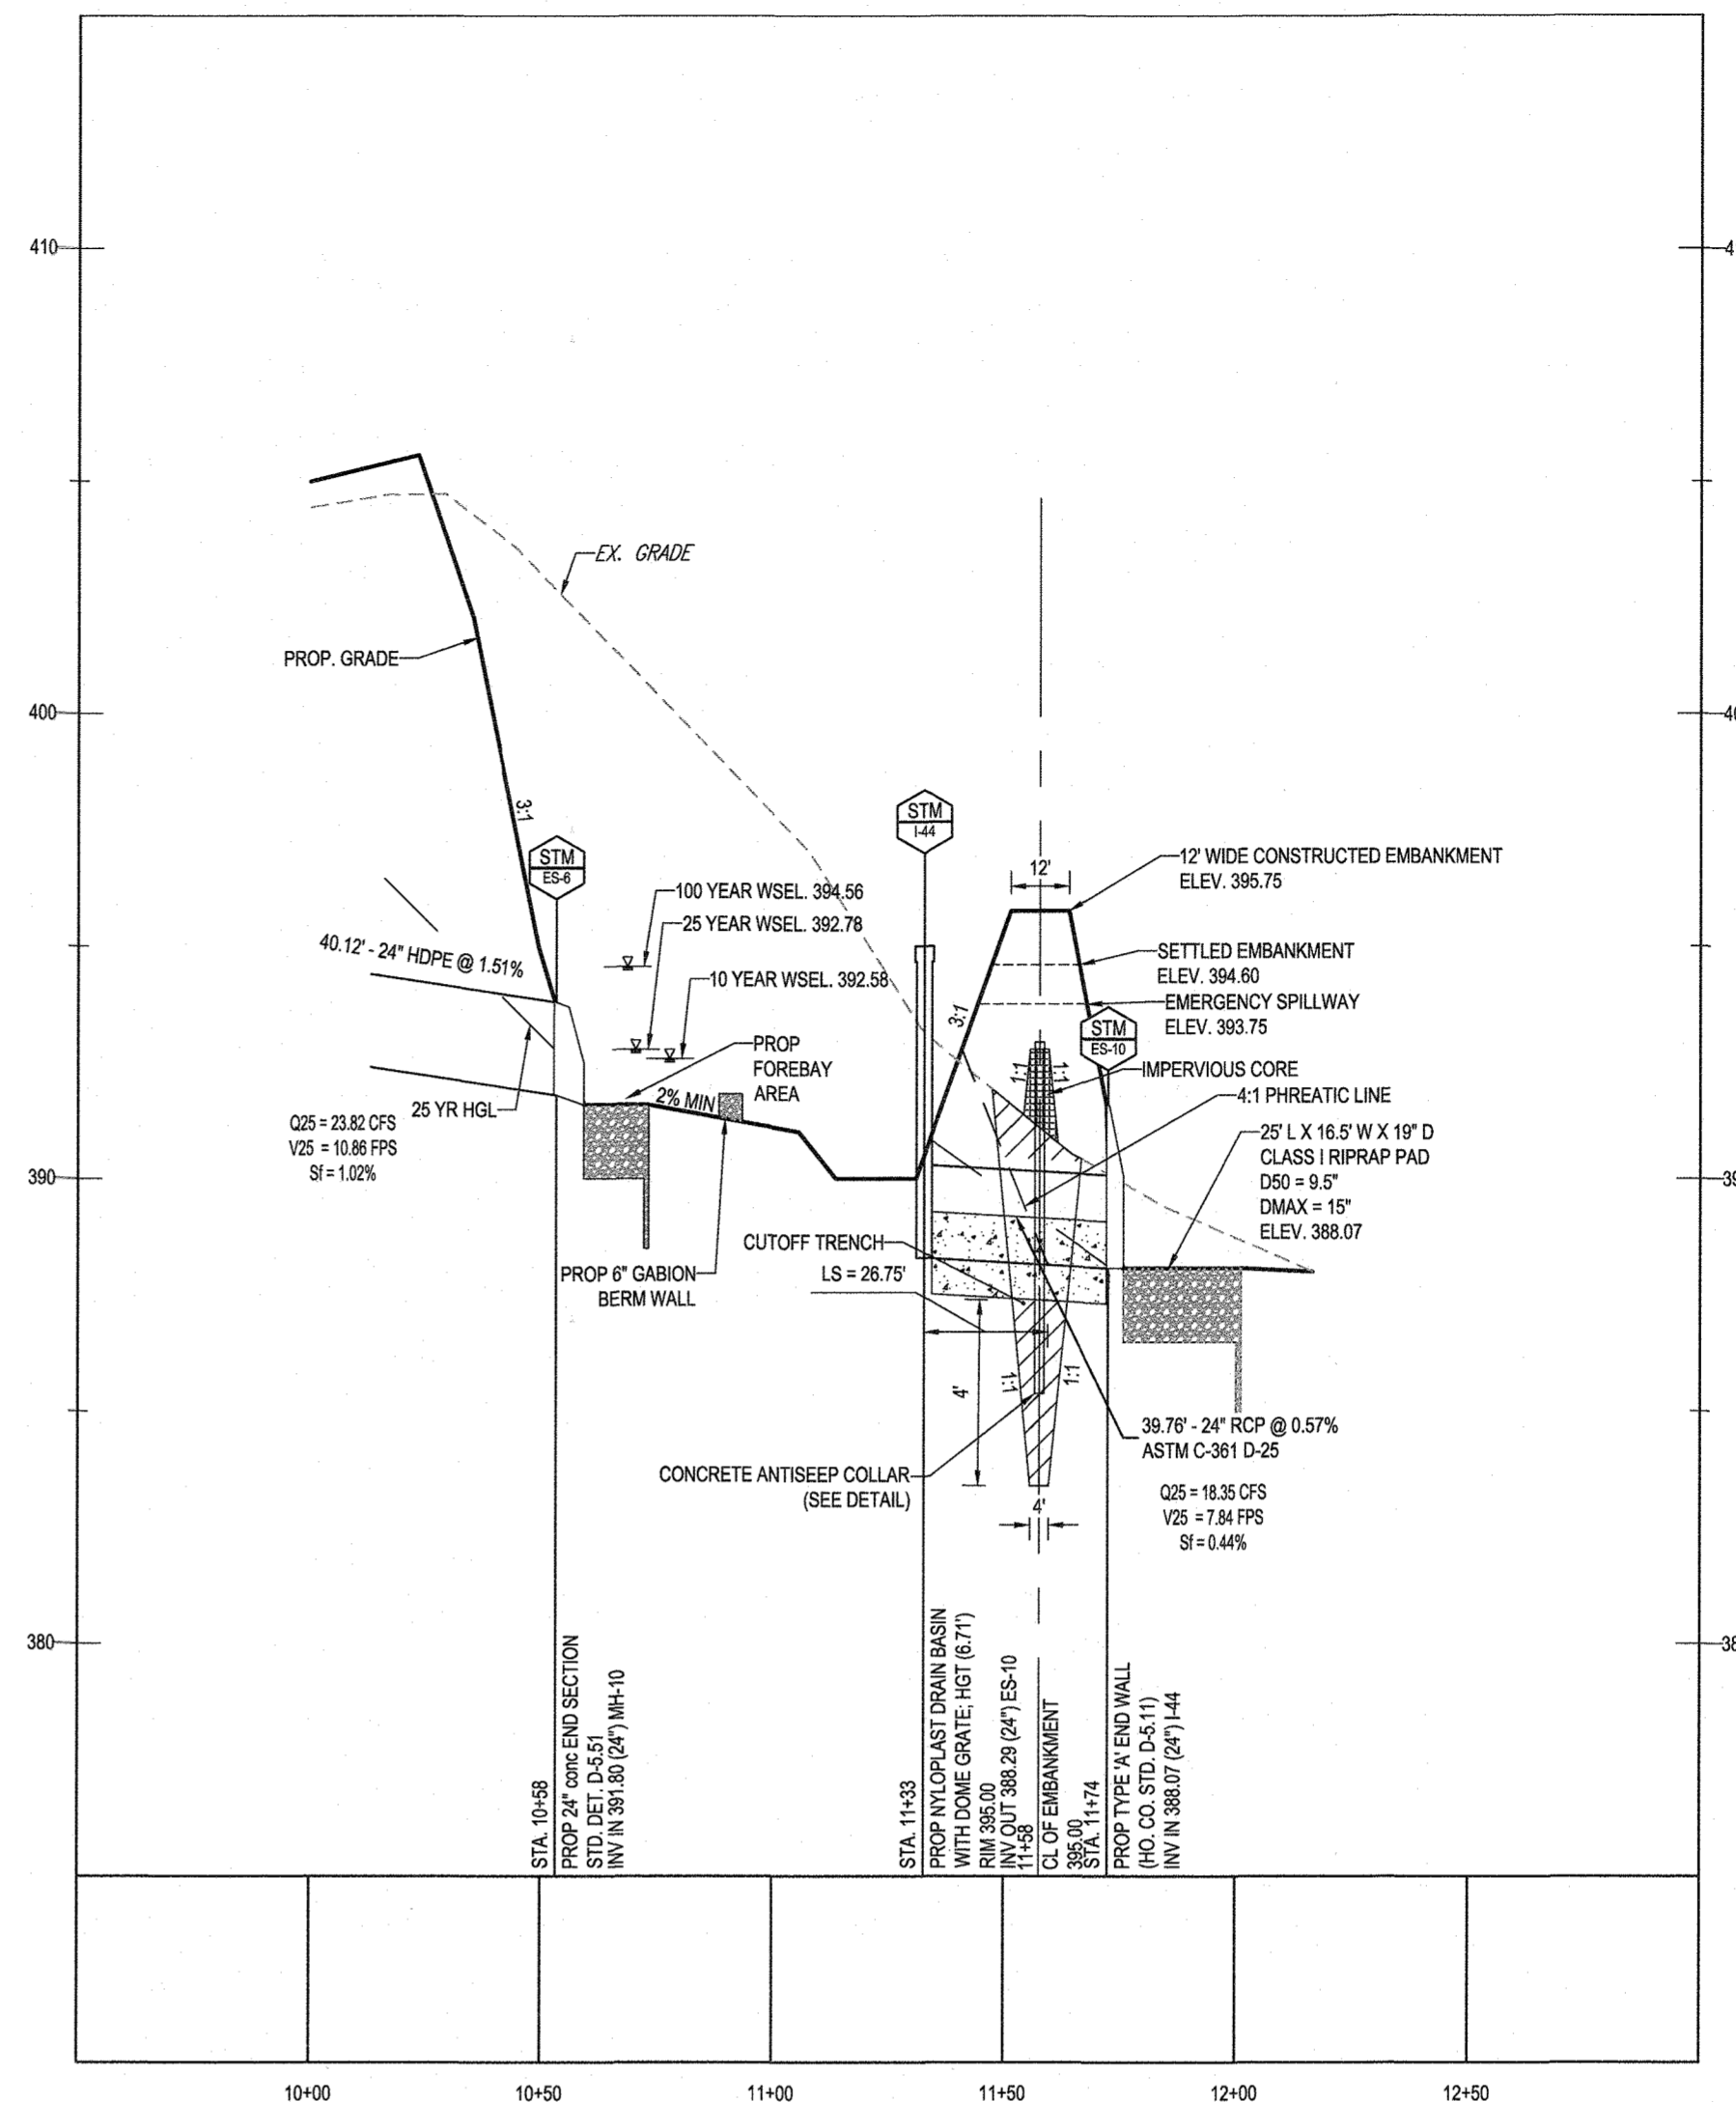 410
4
EX. GRADE
PROP. GRADE
400
40
3:1
STM
I-44
STM
ES-6
12'
12' WIDE CONSTRUCTED EMBANKMENT
ELEV. 395.75
100 YEAR WSEL. 394.56
25 YEAR WSEL. 392.78
10 YEAR WSEL. 392.58
40.12' - 24" HDPE @ 1.51%
SETTLED EMBANKMENT
ELEV. 394.60
EMERGENCY SPILLWAY
ELEV. 393.75
3:1
STM
ES-10
PROP
FOREBAY
AREA
1:1
1:1
IMPERVIOUS CORE
2% MIN
4:1 PHREATIC LINE
25 YR HGL
Q25 = 23.82 CFS
V25 = 10.86 FPS
Sf = 1.02%
25' L X 16.5' W X 19" D
CLASS I RIPRAP PAD
D50 = 9.5"
DMAX = 15"
ELEV. 388.07
390
39
CUTOFF TRENCH
LS = 26.75'
PROP 6" GABION
BERM WALL
4'
1:1
1:1
39.76' - 24" RCP @ 0.57%
ASTM C-361 D-25
CONCRETE ANTISEEP COLLAR
(SEE DETAIL)
4'
Q25 = 18.35 CFS
V25 = 7.84 FPS
Sf = 0.44%
380
38
STA. 10+58
PROP 24" conc END SECTION
STD. DET. D-5.51
INV IN 391.80 (24") MH-10
STA. 11+33
PROP NYLOPLAST DRAIN BASIN
WITH DOME GRATE; HGT (6.71')
RIM 395.00
INV OUT 388.29 (24") ES-10
11+58
CL OF EMBANKMENT
395.00
STA. 11+74
PROP TYPE 'A' END WALL
(HO. CO. STD. D-5.11)
INV IN 388.07 (24") I-44
10+00
10+50
11+00
11+50
12+00
12+50